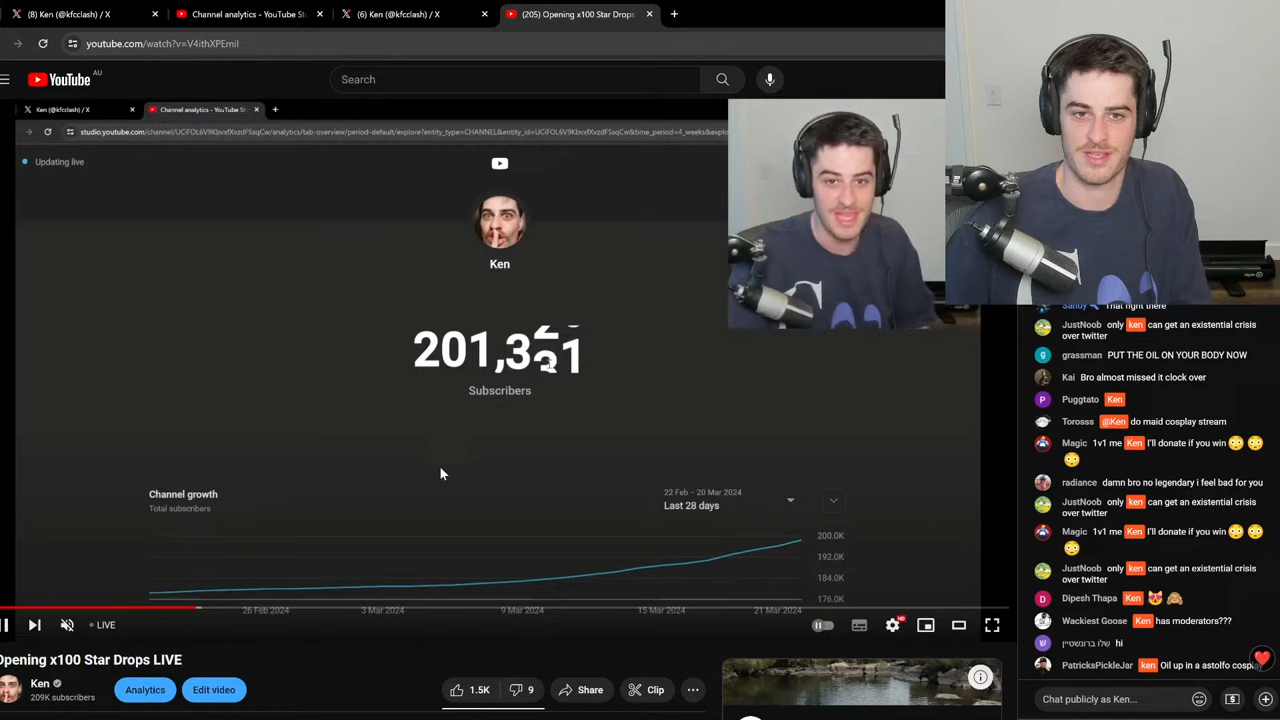 (8) Ken (@kfcclash) / X
Channel analytics - YouTube St
(6) Ken (@kfcclash) / X
(205) Opening x100 Star Drops
youtube.com/watch?v=V4ithXPEmiI
YouTube AU
Search
Ken (@kfcclash) / X
Channel analytics - YouTube St
Updating live
Ken
Subscribers
Channel growth
Total subscribers
22 Feb – 20 Mar 2024
Last 28 days
200.0K
192.0K
184.0K
176.0K
26 Feb 2024
3 Mar 2024
9 Mar 2024
15 Mar 2024
21 Mar 2024
LIVE
HD
Opening x100 Star Drops LIVE
Ken
209K subscribers
Analytics
Edit video
1.5K
9
Share
Clip
Sandy That right there
JustNoob only ken can get an existential crisis
over twitter
grassman PUT THE OIL ON YOUR BODY NOW
Kai Bro almost missed it clock over
Puggtato Ken
Torosss @Ken do maid cosplay stream
Magic 1v1 me Ken I'll donate if you win
radiance damn bro no legendary i feel bad for you
JustNoob only ken can get an existential crisis
over twitter
Magic 1v1 me Ken I'll donate if you win
JustNoob only ken can get an existential crisis
over twitter
Dipesh Thapa Ken
Wackiest Goose Ken has moderators???
שלו ברונשטיין hi
PatricksPickleJar ken Oil up in a astolfo cospl
Chat publicly as Ken...